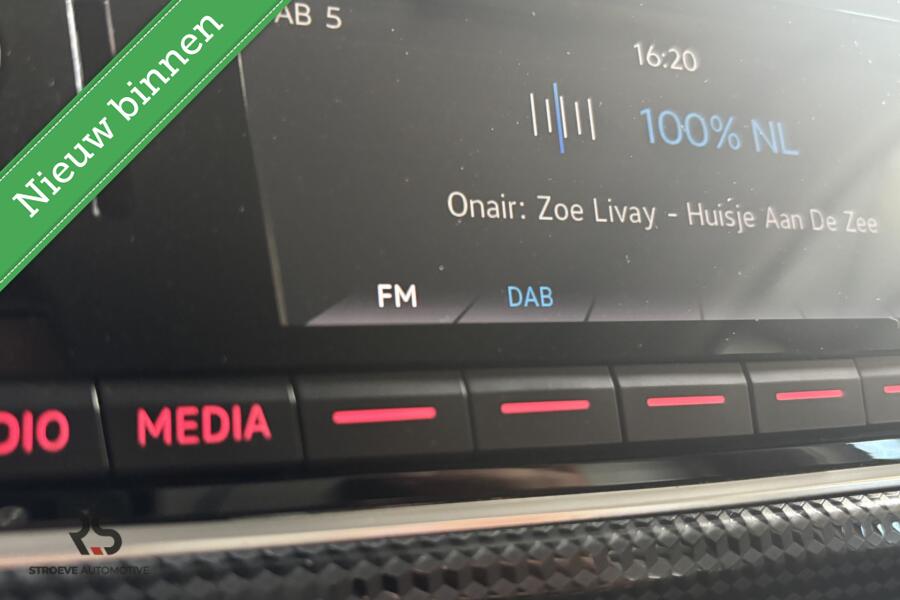 Nieuw binnen
AB 5
16:20
100% NL
Onair: Zoe Livay - Huisje Aan De Zee
FM
DAB
DIO
MEDIA
RS
STROEVE AUTOMOTIVE